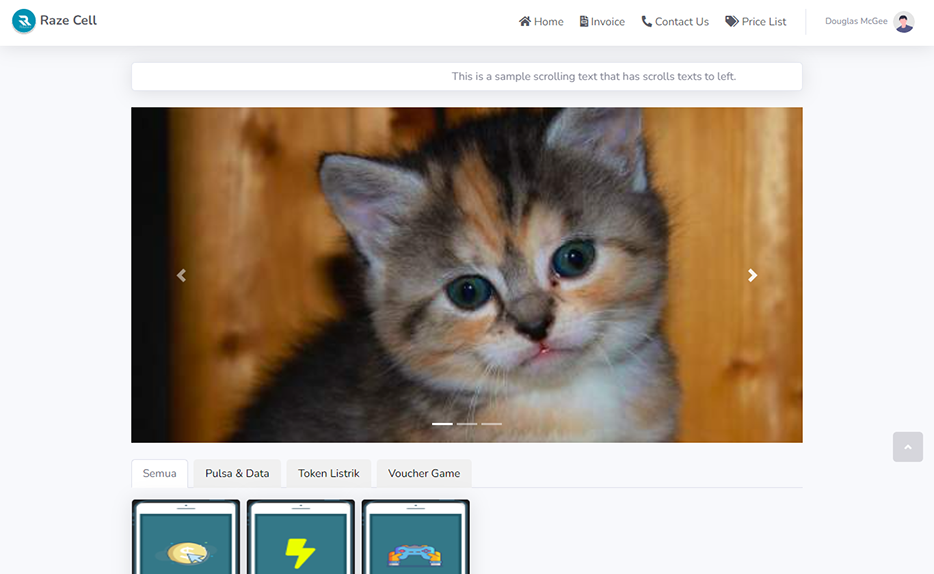 Raze Cell
Home Invoice Contact Us Price List Douglas McGee
This is a sample scrolling text that has scrolls texts to left.
Semua Pulsa & Data Token Listrik Voucher Game